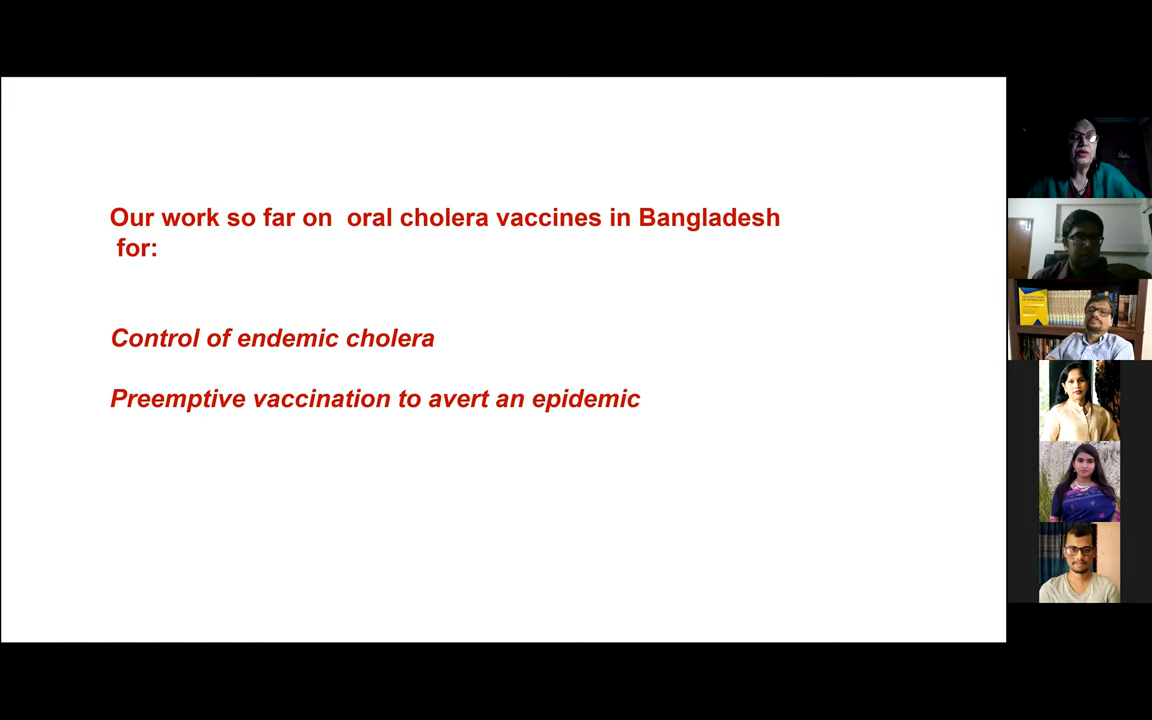 Our work so far on  oral cholera vaccines in Bangladesh
for:
Control of endemic cholera
Preemptive vaccination to avert an epidemic